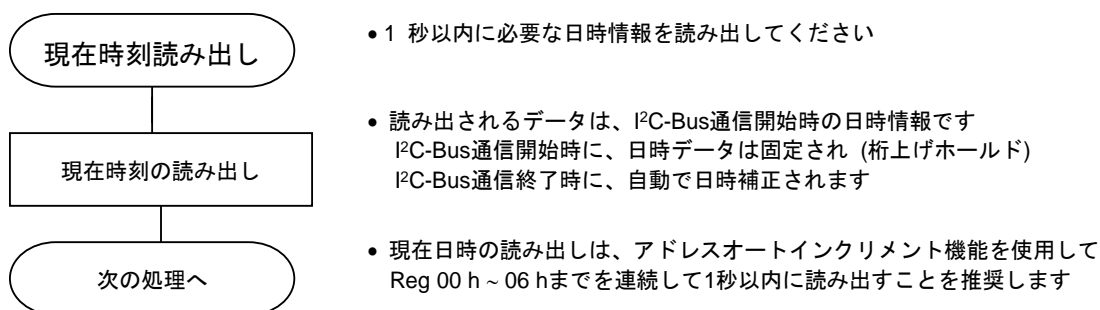 現在時刻読み出し
• 1 秒以内に必要な日時情報を読み出してください
現在時刻の読み出し
• 読み出されるデータは、I²C-Bus通信開始時の日時情報です
I²C-Bus通信開始時に、日時データは固定され (桁上げホールド)
I²C-Bus通信終了時に、自動で日時補正されます
次の処理へ
• 現在日時の読み出しは、アドレスオートインクリメント機能を使用して
Reg 00 h ~ 06 hまでを連続して1秒以内に読み出すことを推奨します